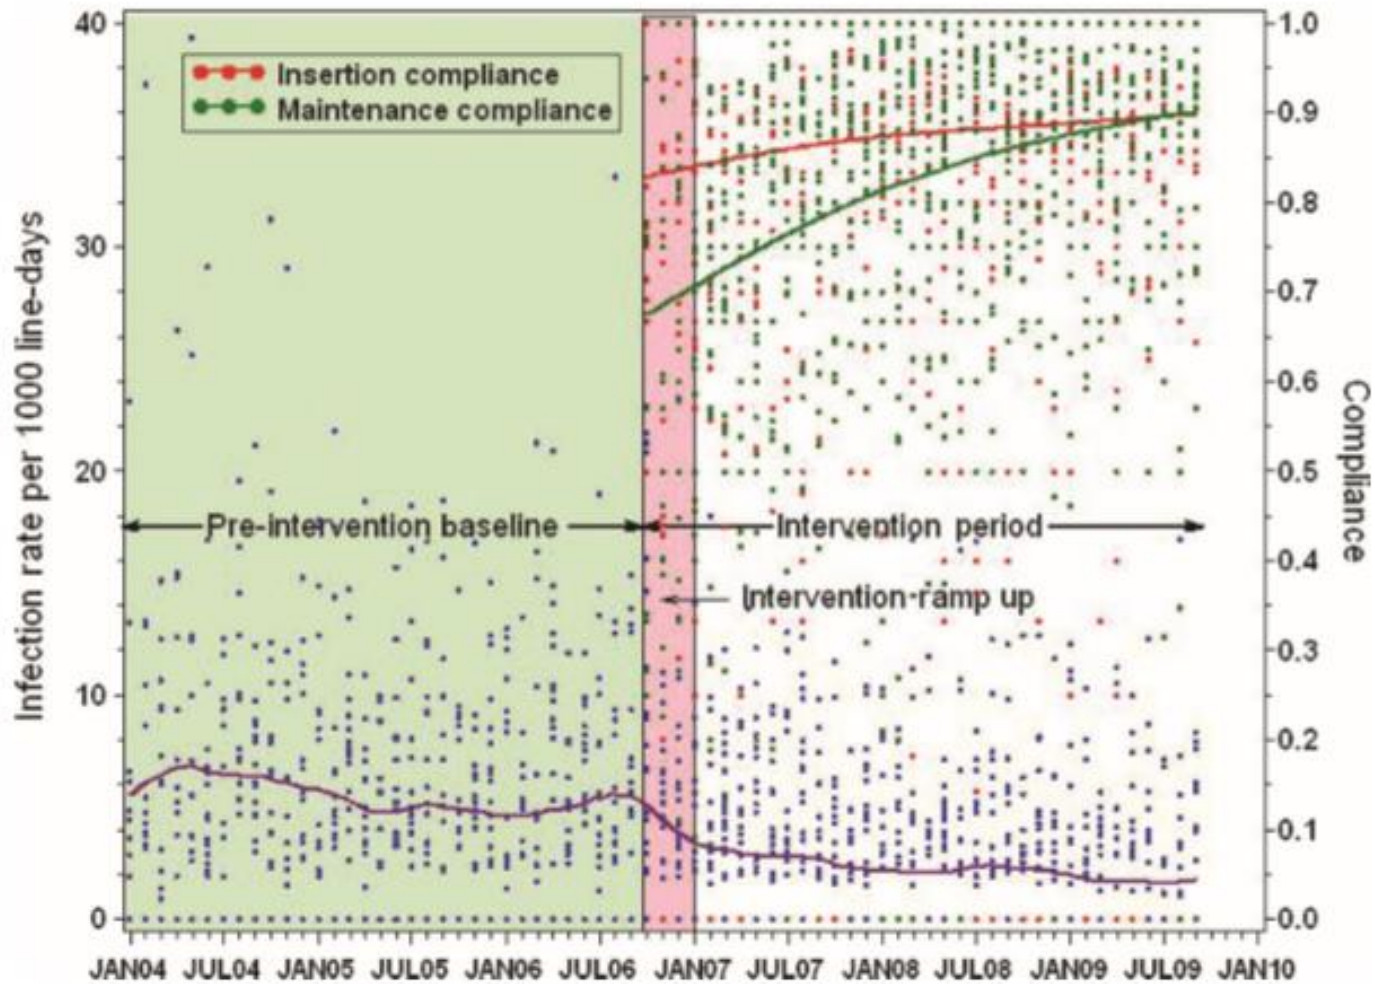 40
30
20
10
0
Infection rate per 1000 line-days
Insertion compliance
Maintenance compliance
Pre-intervention baseline
Intervention period
Intervention-ramp up
1.0
0.9
0.8
0.7
0.6
0.5
0.4
0.3
0.2
0.1
0.0
Compliance
JAN04 JUL04 JAN05 JUL05 JAN06 JUL06 JAN07 JUL07 JAN08 JUL08 JAN09 JUL09 JAN10